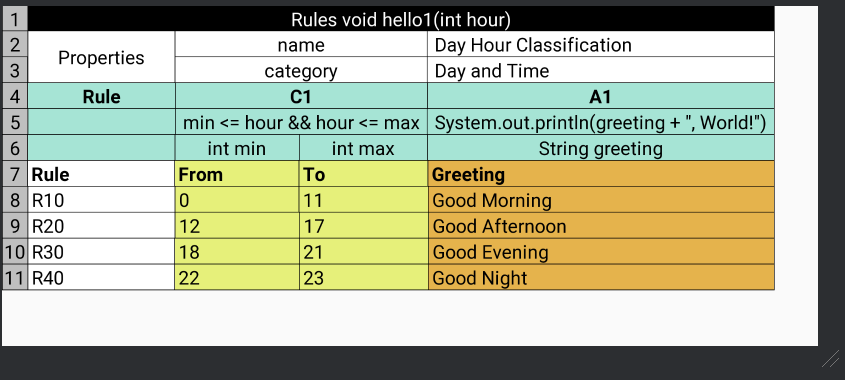 1 Rules void hello1(int hour)
2 Properties name Day Hour Classification
3 category Day and Time
4 Rule C1 A1
5 min <= hour && hour <= max System.out.println(greeting + ", World!")
6 int min int max String greeting
7 Rule From To Greeting
8 R10 0 11 Good Morning
9 R20 12 17 Good Afternoon
10 R30 18 21 Good Evening
11 R40 22 23 Good Night